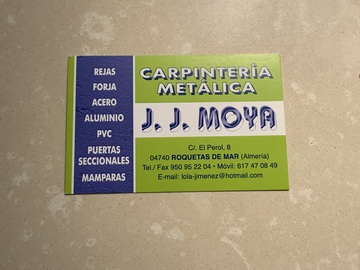 REJAS
FORJA
ACERO
ALUMINIO
PVC
PUERTAS
SECCIONALES
MAMPARAS
CARPINTERÍA
METÁLICA
J. J. MOYA
C/. El Perol, 8
04740 ROQUETAS DE MAR (Almería)
Tel./ Fax 950 95 22 04 • Móvil: 617 47 08 49
E-mail: lola-jimenez@hotmail.com